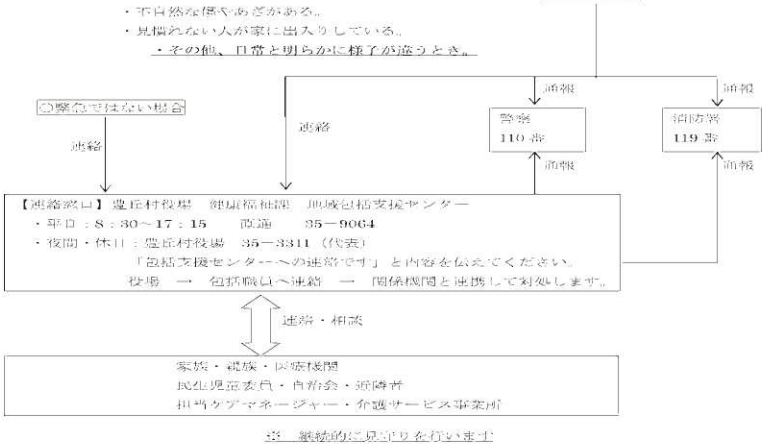 ・不自然な傷やあざがある。
・見慣れない人が家に出入りしている。
・その他、日常と明らかに様子が違うとき。
通報
通報
○緊急ではない場合
連絡
連絡
警察
110 番
消防署
119 番
通報
通報
【連絡窓口】豊丘村役場 健康福祉課 地域包括支援センター
・平日：8：30～17：15 直通 35－9064
・夜間・休日：豊丘村役場 35－3311（代表）
「包括支援センターへの連絡です」と内容を伝えてください。
役場 → 包括職員へ連絡 → 関係機関と連携して対処します。
連絡・相談
家族・親族・医療機関
民生児童委員・自治会・近隣者
担当ケアマネージャー・介護サービス事業所
※ 継続的に見守りを行います